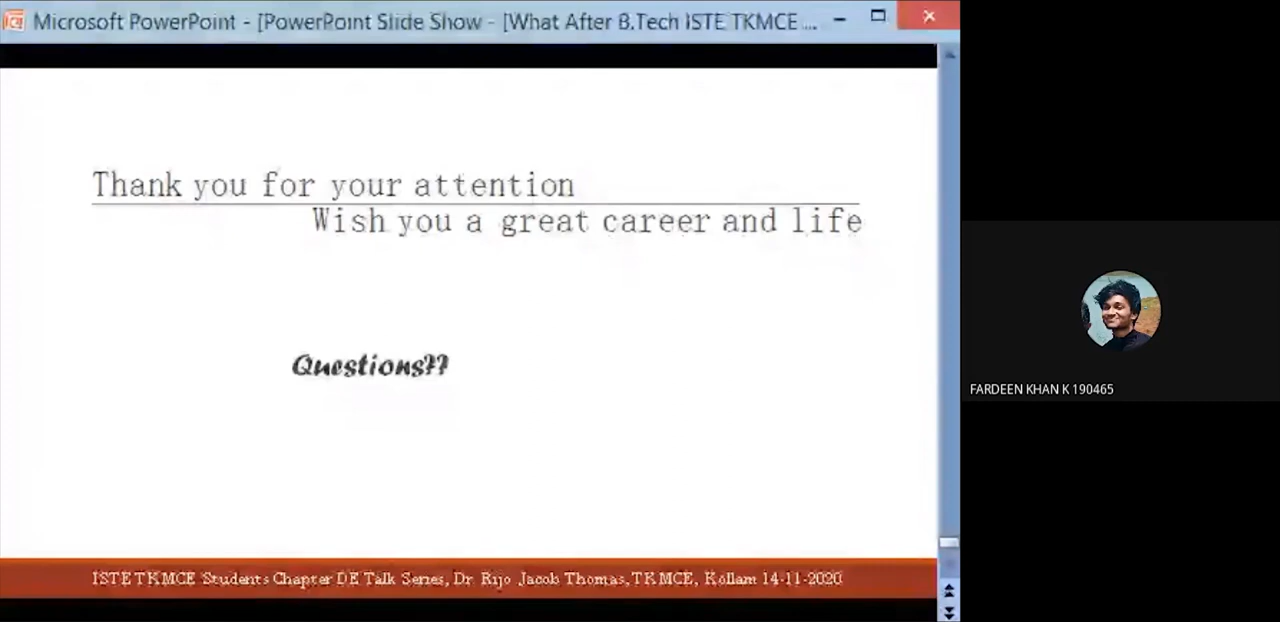 Microsoft PowerPoint - [PowerPoint Slide Show - [What After B.Tech ISTE TKMCE ...
Thank you for your attention
Wish you a great career and life
Questions??
FARDEEN KHAN K 190465
ISTE TKMCE Students Chapter DE Talk Series, Dr Rijo Jacob Thomas, TKMCE, Kollam 14-11-2020